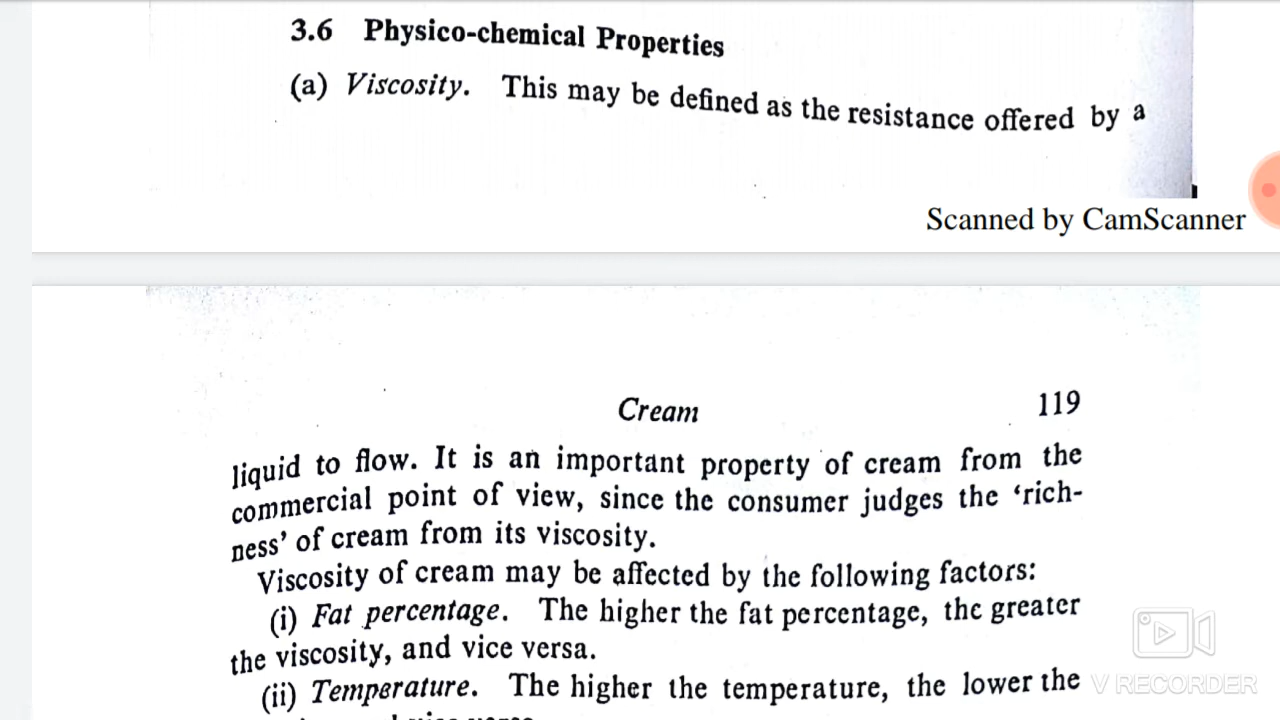 3.6 Physico-chemical Properties
(a) Viscosity. This may be defined as the resistance offered by a
Scanned by CamScanner
Cream 119
liquid to flow. It is an important property of cream from the
commercial point of view, since the consumer judges the ‘rich-
ness’ of cream from its viscosity.
Viscosity of cream may be affected by the following factors:
(i) Fat percentage. The higher the fat percentage, the greater
the viscosity, and vice versa.
(ii) Temperature. The higher the temperature, the lower the
V RECORDER